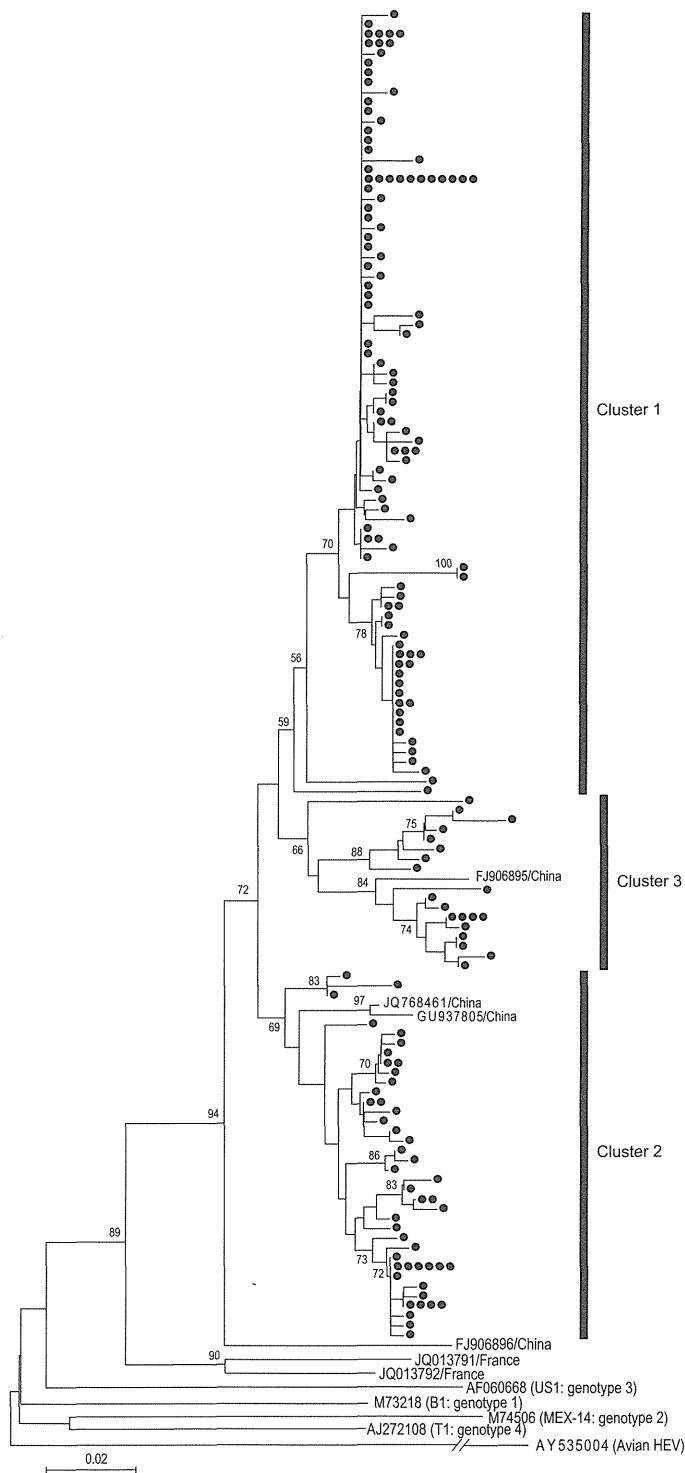 Cluster 1
70
100
78
56
59
75
66
88
84
FJ906895/China
Cluster 3
72
74
83
97
JQ768461/China
GU937805/China
69
70
94
86
Cluster 2
83
89
73
72
FJ906896/China
90
JQ013791/France
JQ013792/France
AF060668 (US1: genotype 3)
M73218 (B1: genotype 1)
M74506 (MEX-14: genotype 2)
AJ272108 (T1: genotype 4)
AY535004 (Avian HEV)
0.02